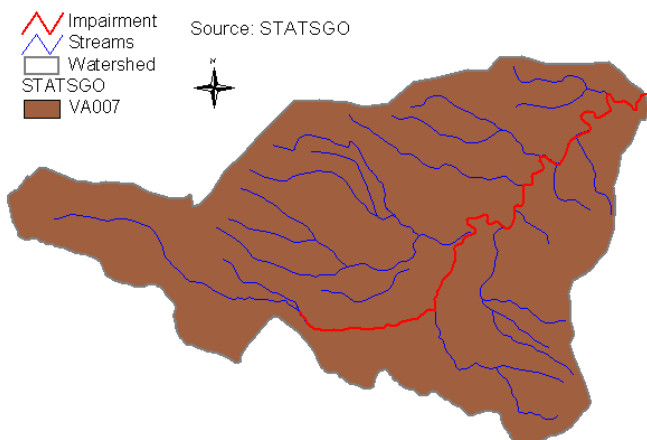 Impairment
Streams
Watershed
STATSGO
VA007
Source: STATSGO
N